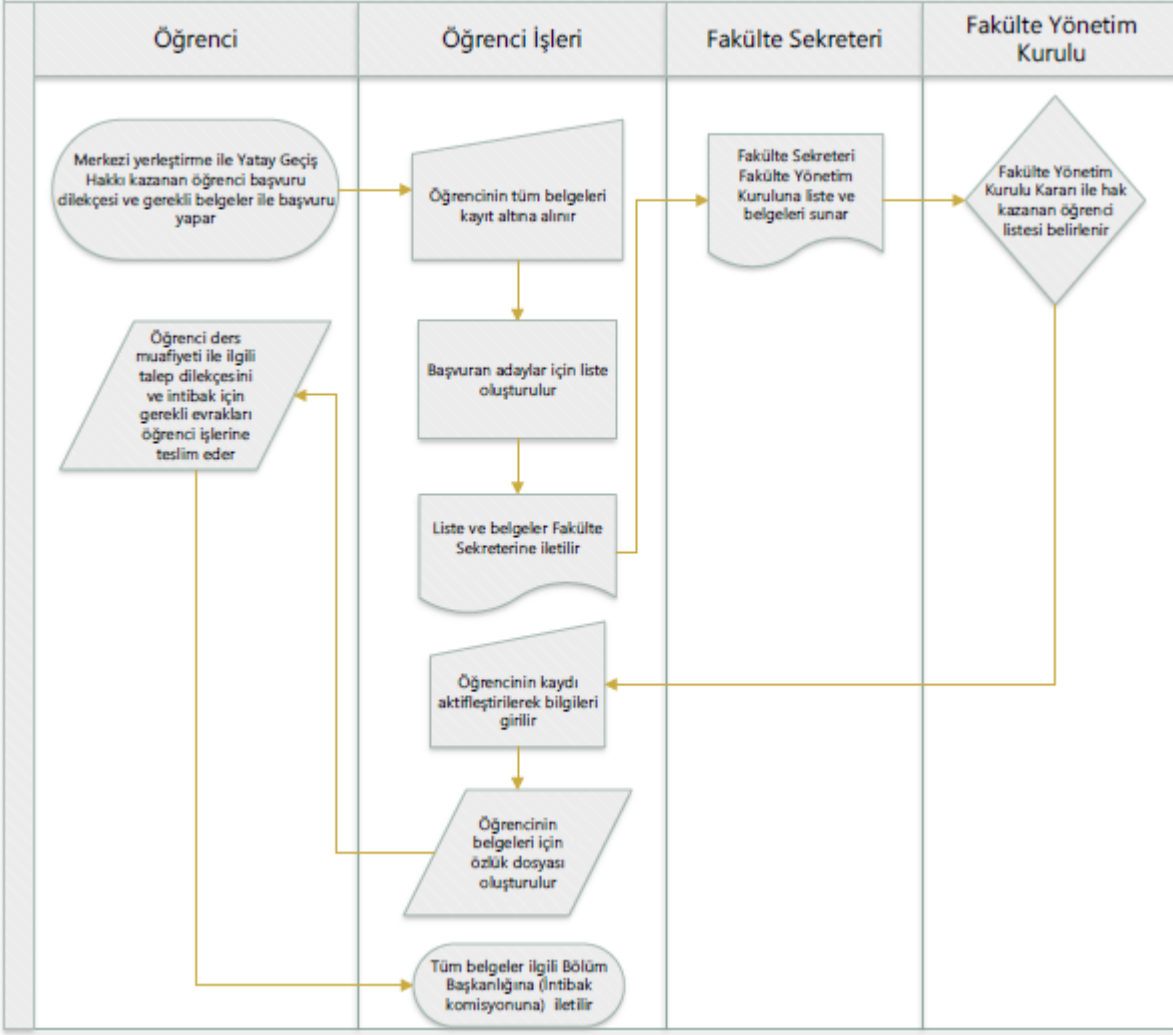 Öğrenci
Öğrenci İşleri
Fakülte Sekreteri
Fakülte Yönetim
Kurulu
Merkezi yerleştirme ile Yatay Geçiş
Hakkı kazanan öğrenci başvuru
dilekçesi ve gerekli belgeler ile başvuru
yapar
Öğrencinin tüm belgeleri
kayıt altına alınır
Fakülte Sekreteri
Fakülte Yönetim
Kuruluna liste ve
belgeleri sunar
Fakülte Yönetim
Kurulu Kararı ile hak
kazanan öğrenci
listesi belirlenir
Başvuran adaylar için liste
oluşturulur
Liste ve belgeler Fakülte
Sekreterine iletilir
Öğrencinin kaydı
aktifleştirilerek bilgileri
girilir
Öğrencinin
belgeleri için
özlük dosyası
oluşturulur
Öğrenci ders
muafiyeti ile ilgili
talep dilekçesini
ve intibak için
gerekli evrakları
öğrenci işlerine
teslim eder
Tüm belgeler ilgili Bölüm
Başkanlığına (İntibak
komisyonuna) iletilir